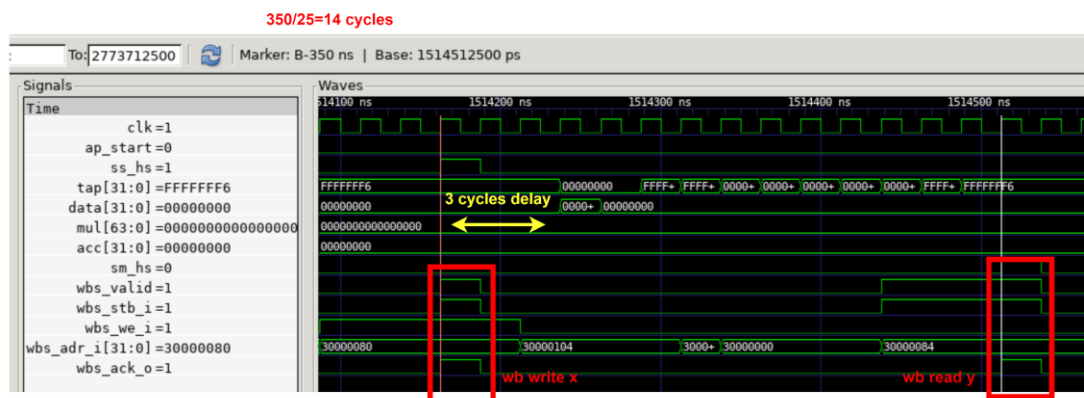 350/25=14 cycles
To: 2773712500 Marker: B-350 ns | Base: 1514512500 ps
Signals Waves
Time 514100 ns 1514200 ns 1514300 ns 1514400 ns 1514500 ns
clk=1
ap_start=0
ss_hs=1
tap[31:0]=FFFFFFF6 FFFFFFF6 00000000 FFFF+ FFFF+ 0000+ 0000+ 0000+ 0000+ 0000+ FFFF+ FFFFFFF6
data[31:0]=00000000 00000000 3 cycles delay 0000+ 00000000
mul[63:0]=0000000000000000 0000000000000000
acc[31:0]=00000000 00000000
sm_hs=0
wbs_valid=1
wbs_stb_i=1
wbs_we_i=1
wbs_adr_i[31:0]=30000080 30000080 30000104 3000+ 30000000 30000084
wbs_ack_o=1 wb write x wb read y